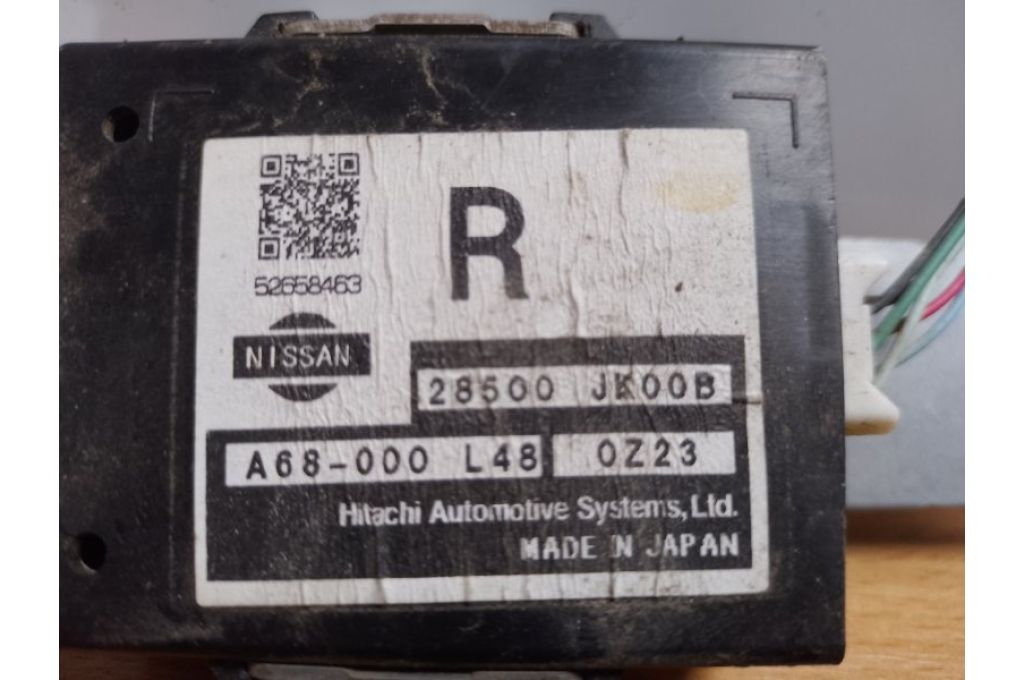 R
52658463
NISSAN
28500 JK00B
A68-000 L48 0Z23
Hitachi Automotive Systems, Ltd.
MADE IN JAPAN